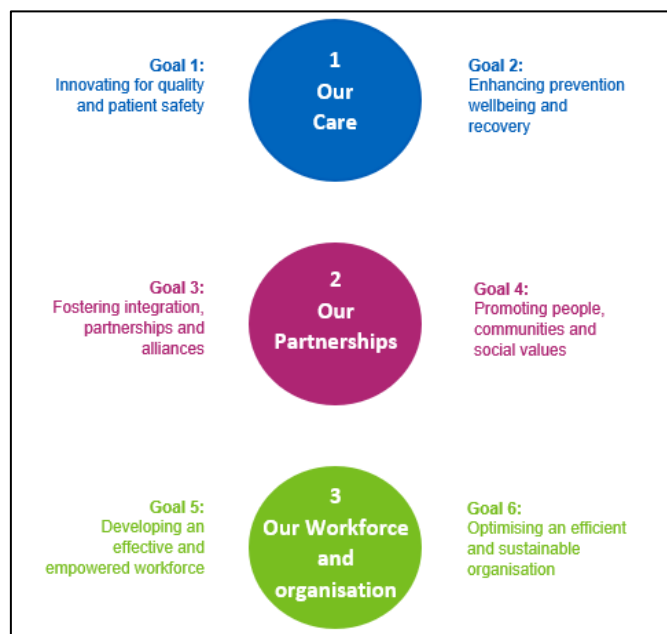 Goal 1:
Innovating for quality
and patient safety
1
Our
Care
Goal 2:
Enhancing prevention
wellbeing and
recovery
Goal 3:
Fostering integration,
partnerships and
alliances
2
Our
Partnerships
Goal 4:
Promoting people,
communities and
social values
Goal 5:
Developing an
effective and
empowered workforce
3
Our Workforce
and
organisation
Goal 6:
Optimising an efficient
and sustainable
organisation